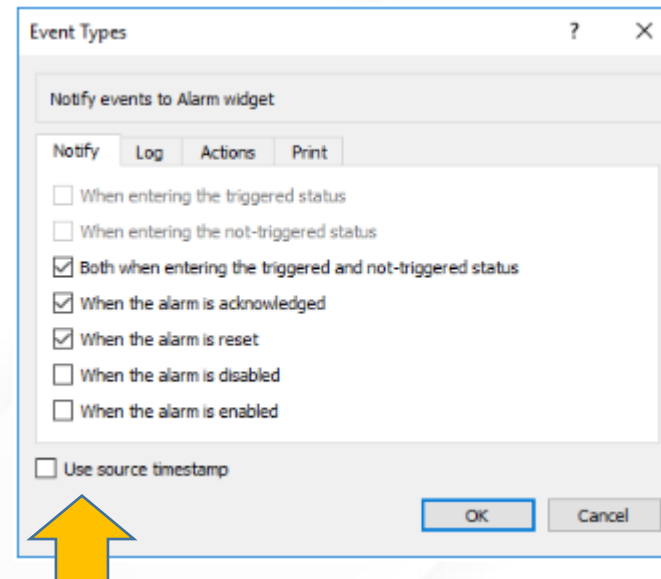 Event Types
?
Notify events to Alarm widget
Notify Log Actions Print
When entering the triggered status
When entering the not-triggered status
Both when entering the triggered and not-triggered status
When the alarm is acknowledged
When the alarm is reset
When the alarm is disabled
When the alarm is enabled
Use source timestamp
OK Cancel